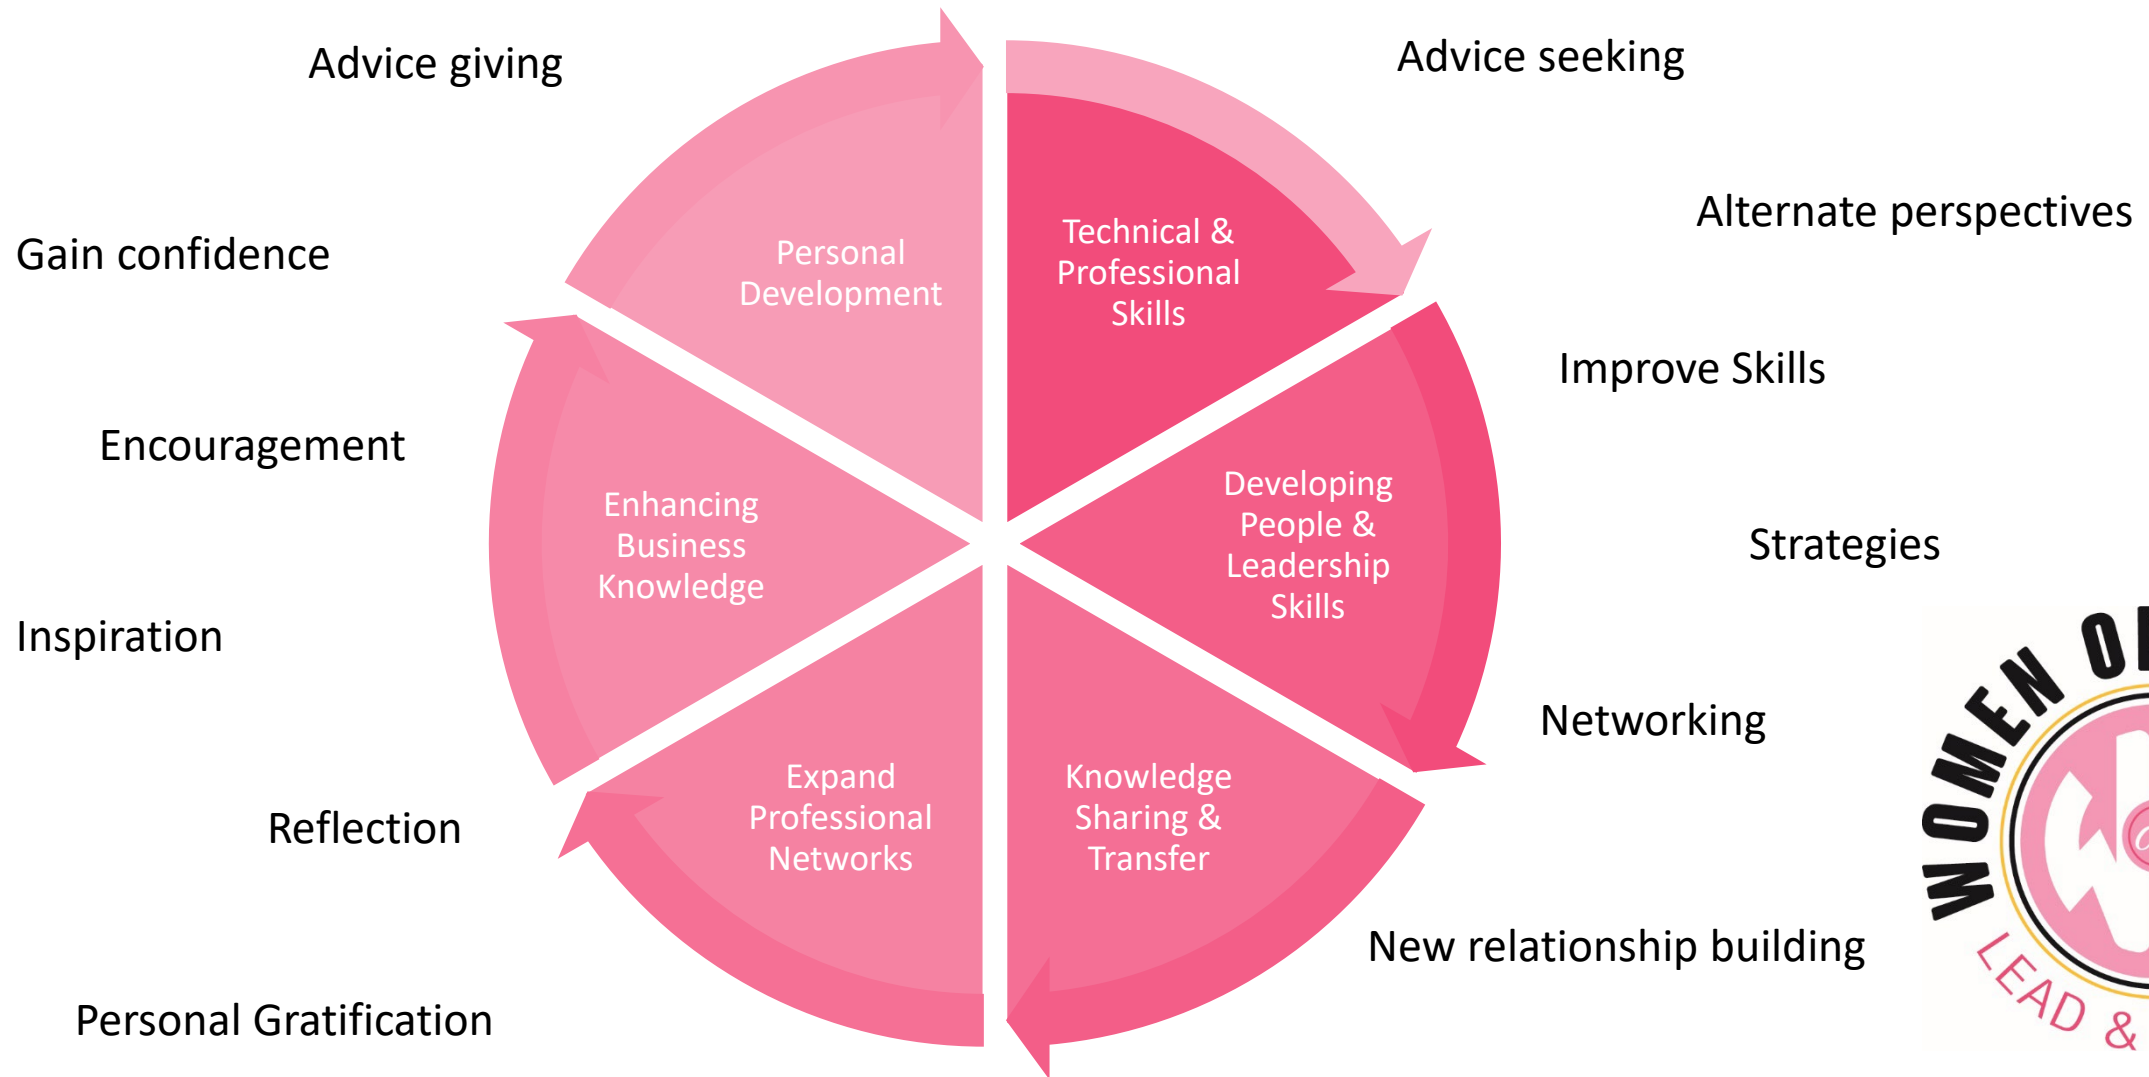 Advice giving
Advice seeking
Alternate perspectives
Gain confidence
Personal
Development
Technical &
Professional
Skills
Improve Skills
Encouragement
Enhancing
Business
Knowledge
Developing
People &
Leadership
Skills
Strategies
Inspiration
Networking
Expand
Professional
Networks
Knowledge
Sharing &
Transfer
Reflection
New relationship building
Personal Gratification
WOMEN
LEAD &